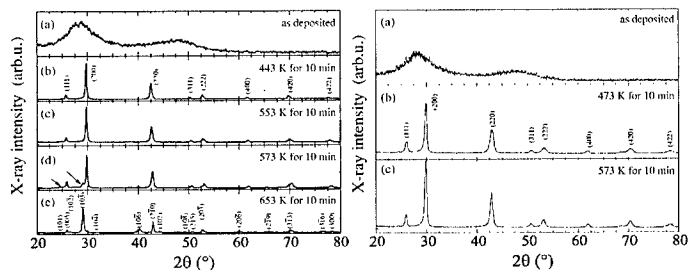 (a) as deposited
(b) 443 K for 10 min
(111) (200) (220) (311) (222) (400) (420) (422)
(c) 553 K for 10 min
(d) 573 K for 10 min
(e) 653 K for 10 min
20 30 40 50 60 70 80
2θ (°)
X-ray intensity (arb.u.)
(a) as deposited
(b) 473 K for 10 min
(111) (200) (220) (311) (222) (400) (420) (422)
(c) 573 K for 10 min
20 30 40 50 60 70 80
2θ (°)
X-ray intensity (arb.u.)